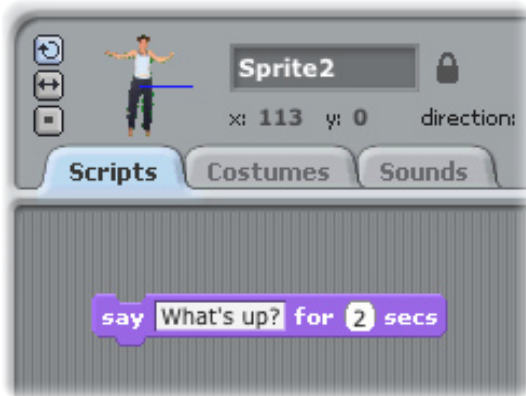 Sprite2
x: 113 y: 0 direction:
Scripts Costumes Sounds
say What's up? for 2 secs